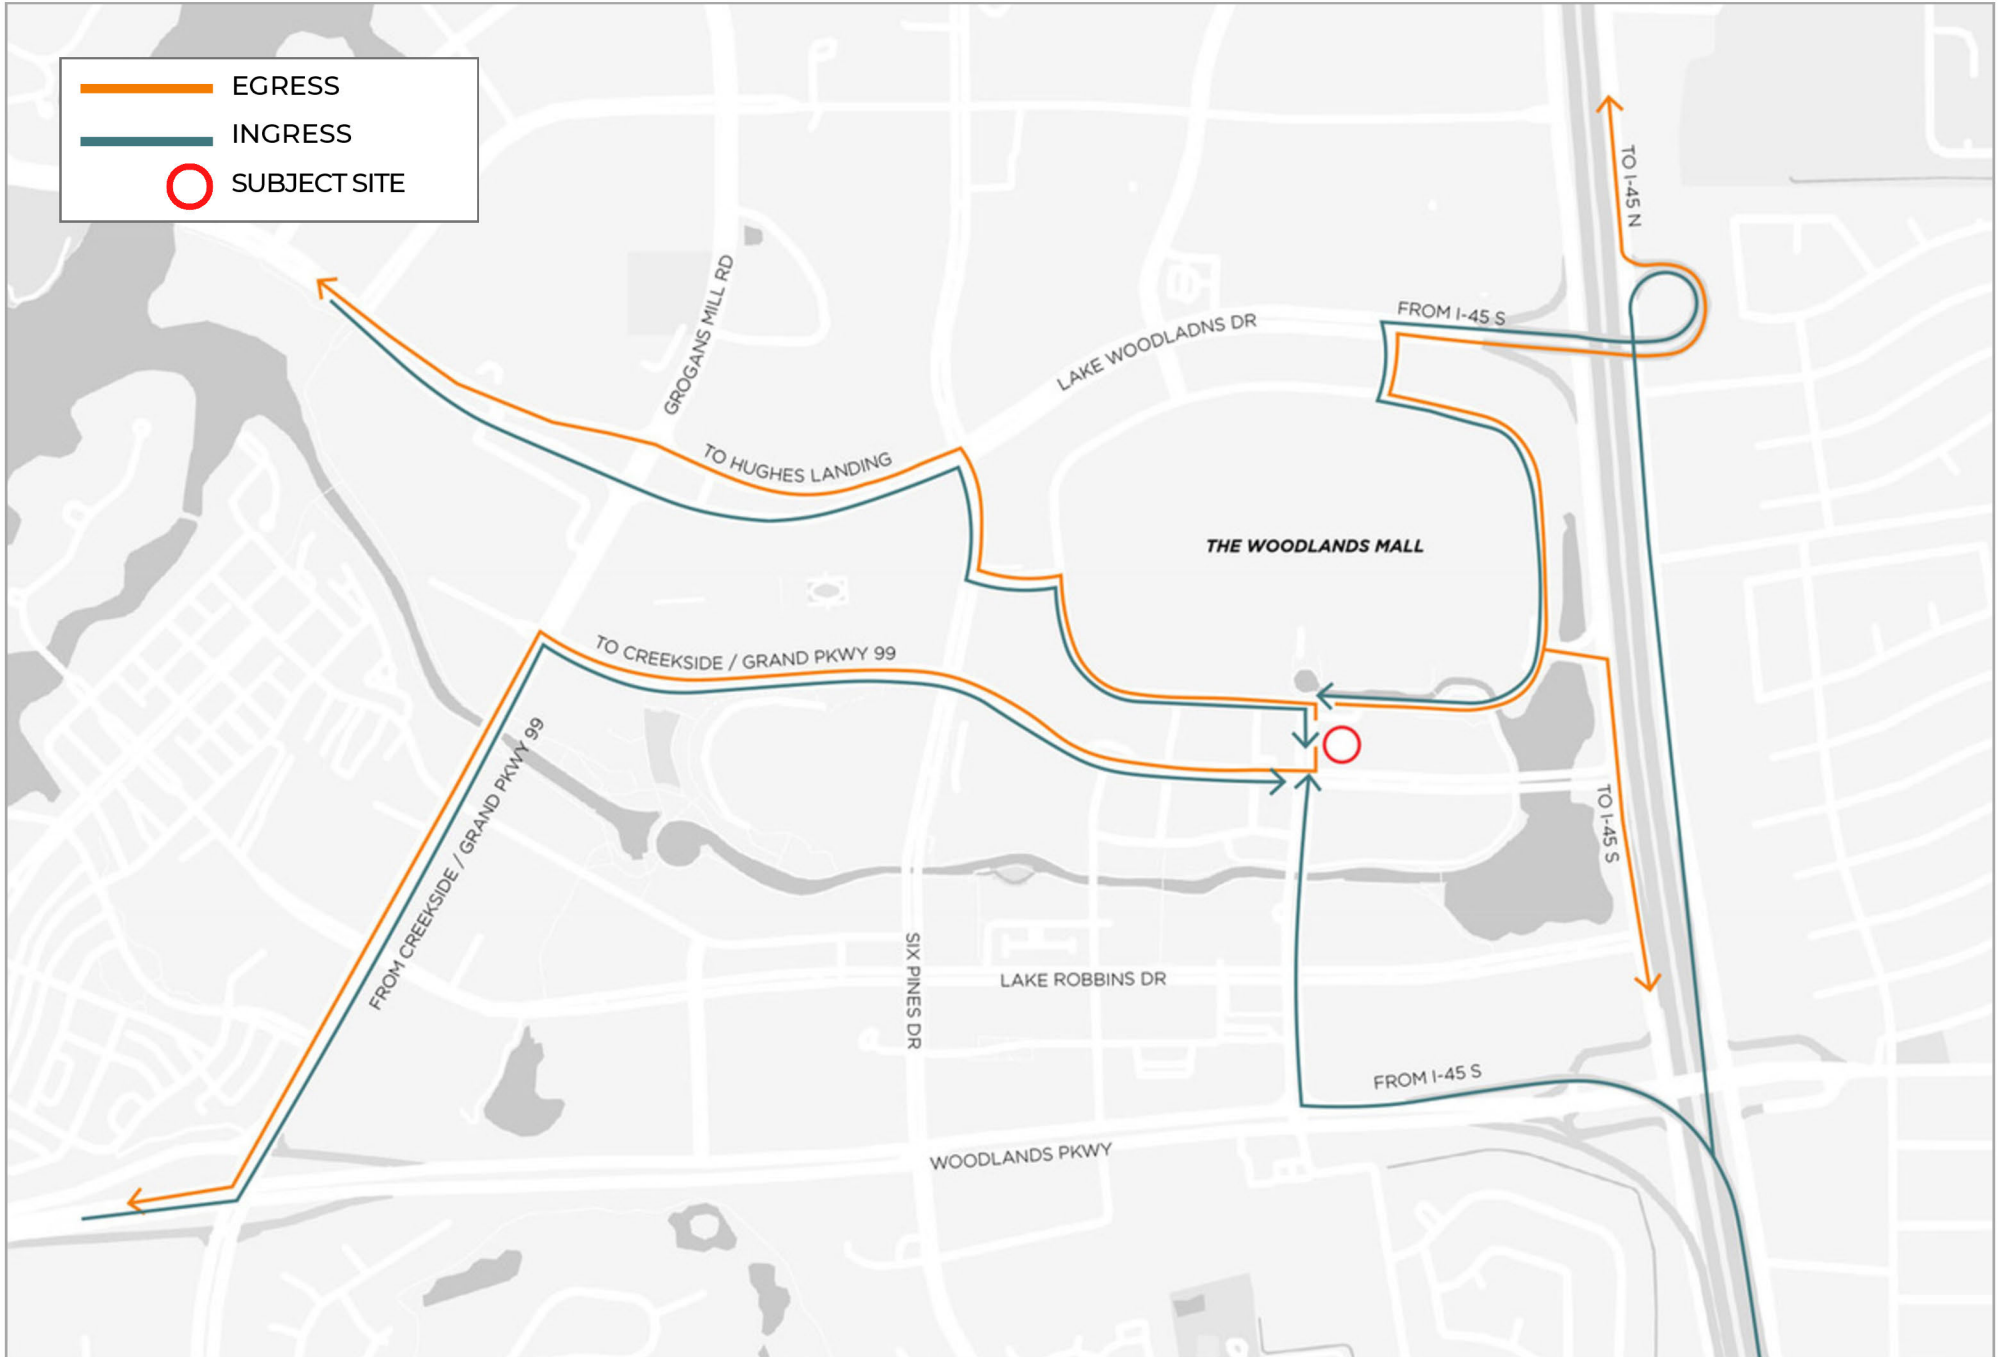 EGRESS
INGRESS
SUBJECT SITE
TO I-45 N
GROGANS MILL RD
FROM I-45 S
LAKE WOODLADNS DR
TO HUGHES LANDING
THE WOODLANDS MALL
TO CREEKSIDE / GRAND PKWY 99
FROM CREEKSIDE / GRAND PKWY 99
TO I-45 S
SIX PINES DR
LAKE ROBBINS DR
FROM I-45 S
WOODLANDS PKWY